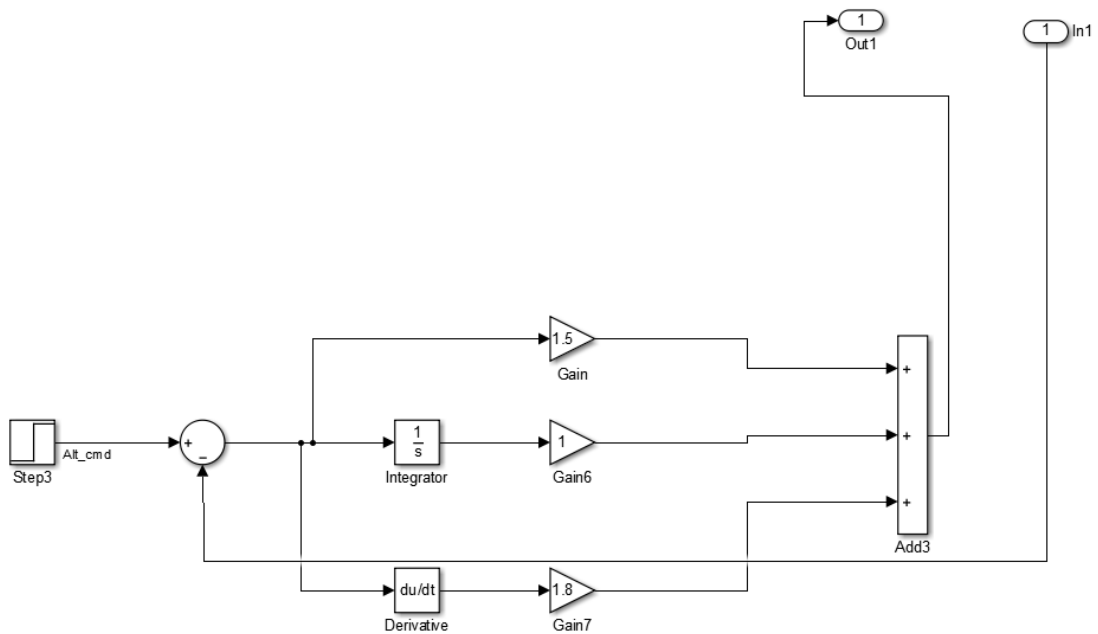 1
Out1
1
In1
1.5
Gain
+
−
Alt_cmd
Step3
1
s
Integrator
1
Gain6
+
+
+
Add3
du/dt
Derivative
1.8
Gain7